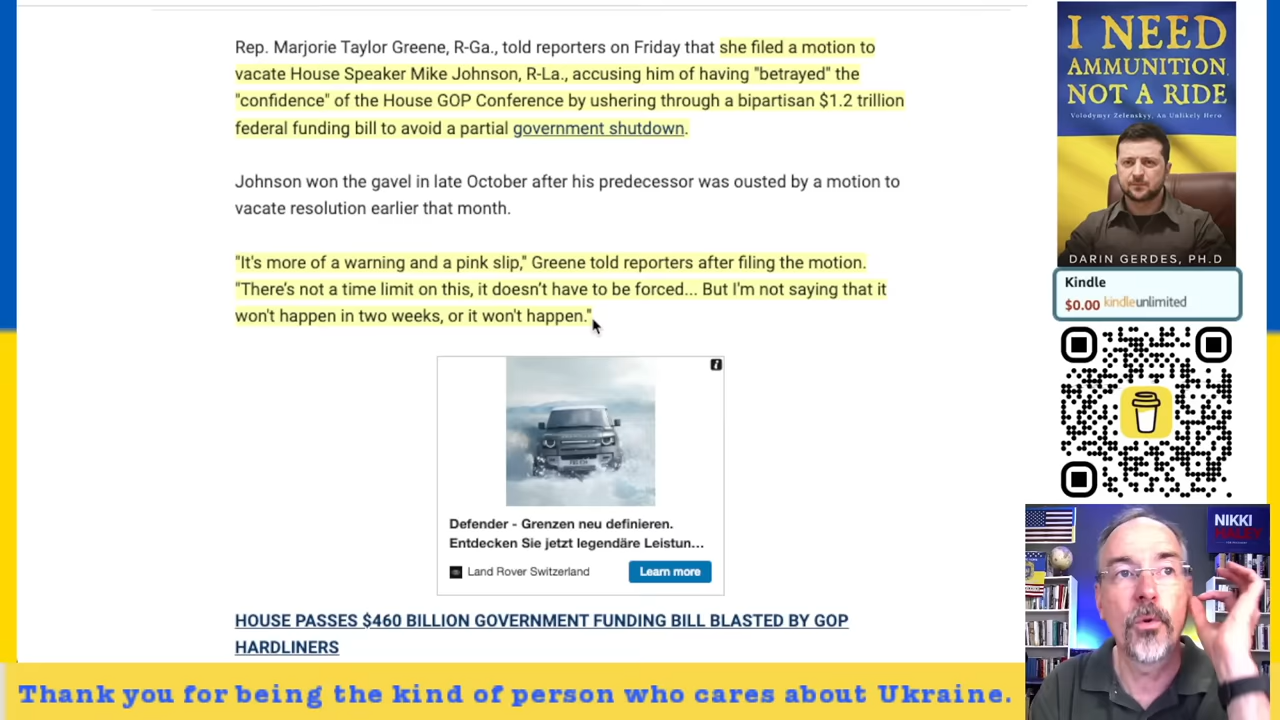 Rep. Marjorie Taylor Greene, R-Ga., told reporters on Friday that she filed a motion to
vacate House Speaker Mike Johnson, R-La., accusing him of having "betrayed" the
"confidence" of the House GOP Conference by ushering through a bipartisan $1.2 trillion
federal funding bill to avoid a partial government shutdown.
Johnson won the gavel in late October after his predecessor was ousted by a motion to
vacate resolution earlier that month.
"It's more of a warning and a pink slip," Greene told reporters after filing the motion.
"There's not a time limit on this, it doesn't have to be forced... But I'm not saying that it
won't happen in two weeks, or it won't happen."
Defender - Grenzen neu definieren.
Entdecken Sie jetzt legendäre Leistun...
Land Rover Switzerland
Learn more
HOUSE PASSES $460 BILLION GOVERNMENT FUNDING BILL BLASTED BY GOP
HARDLINERS
I NEED
AMMUNITION,
NOT A RIDE
Volodymyr Zelenskyy, An Unlikely Hero
DARIN GERDES, PH.D
Kindle
$0.00 kindleunlimited
NIKKI
HALEY
Thank you for being the kind of person who cares about Ukraine.